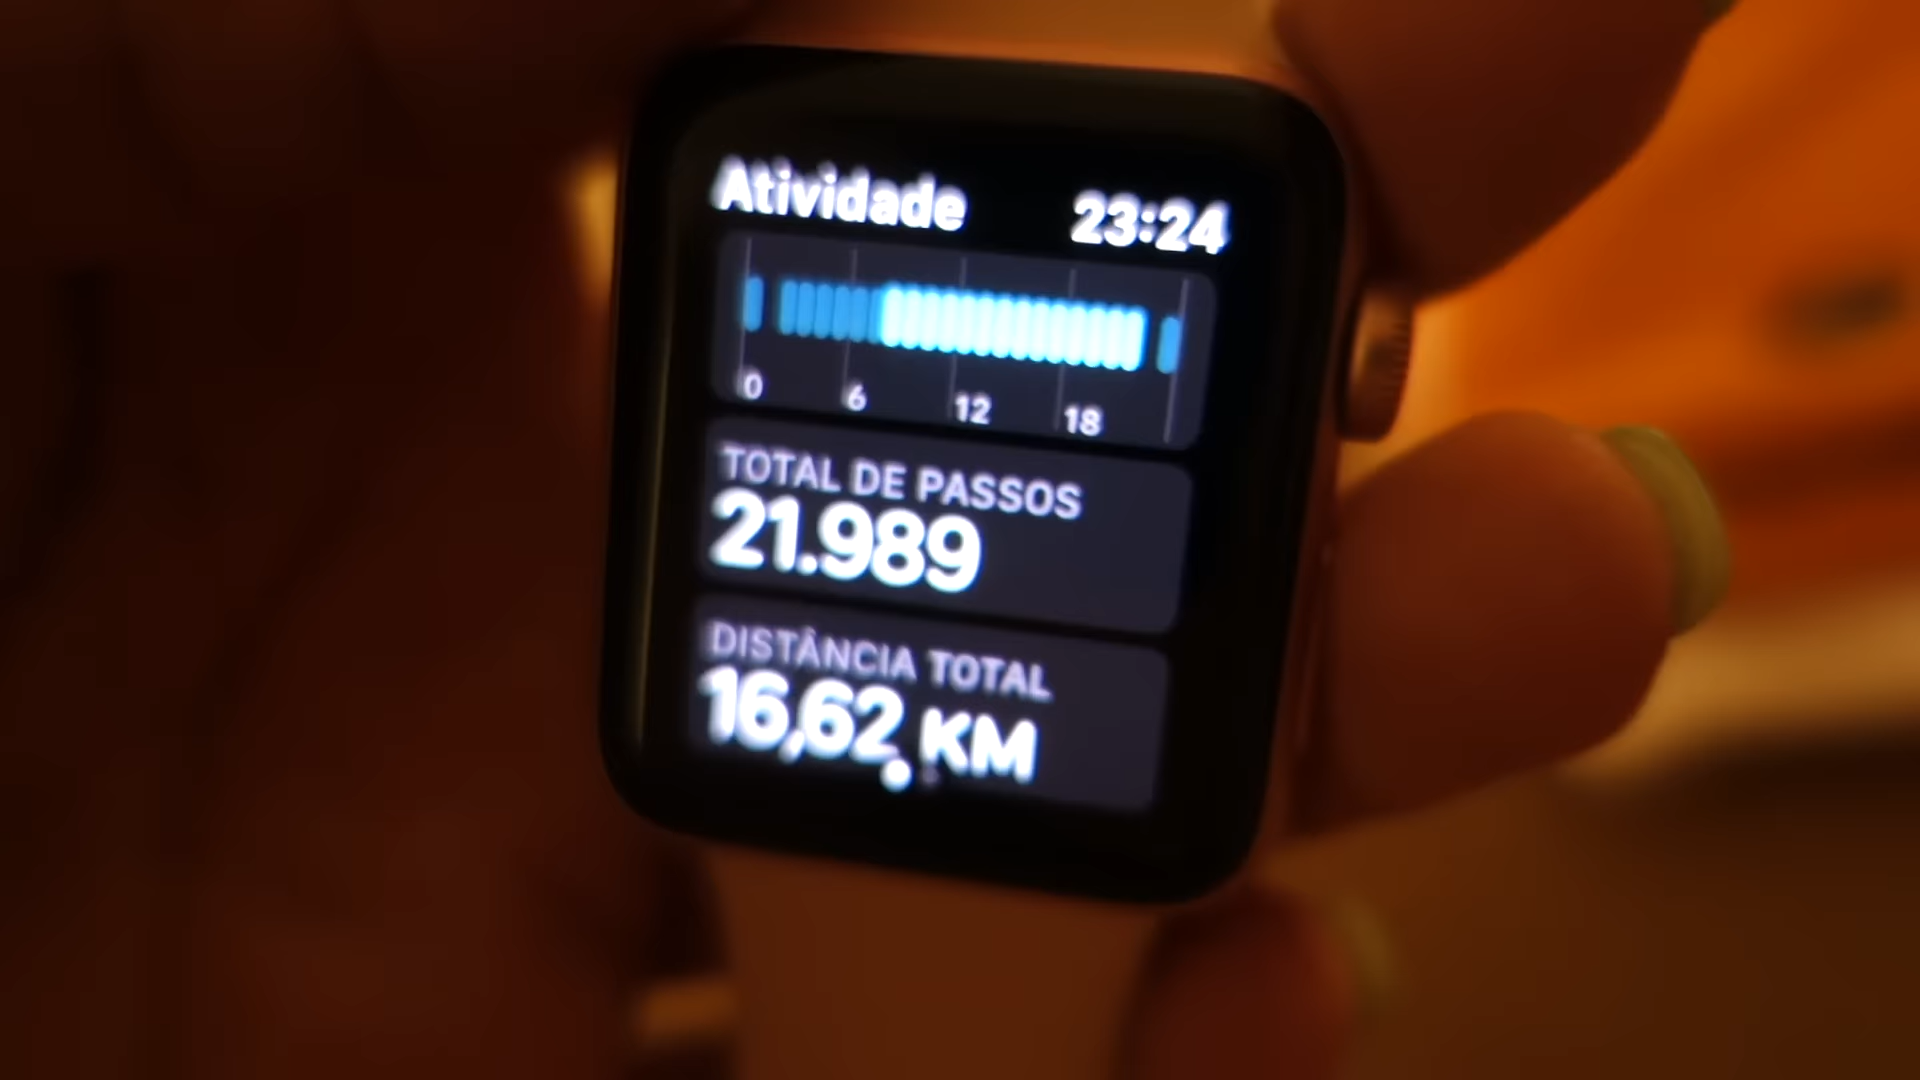 Atividade 23:24
0 6 12 18
TOTAL DE PASSOS
21.989
DISTÂNCIA TOTAL
16,62 KM